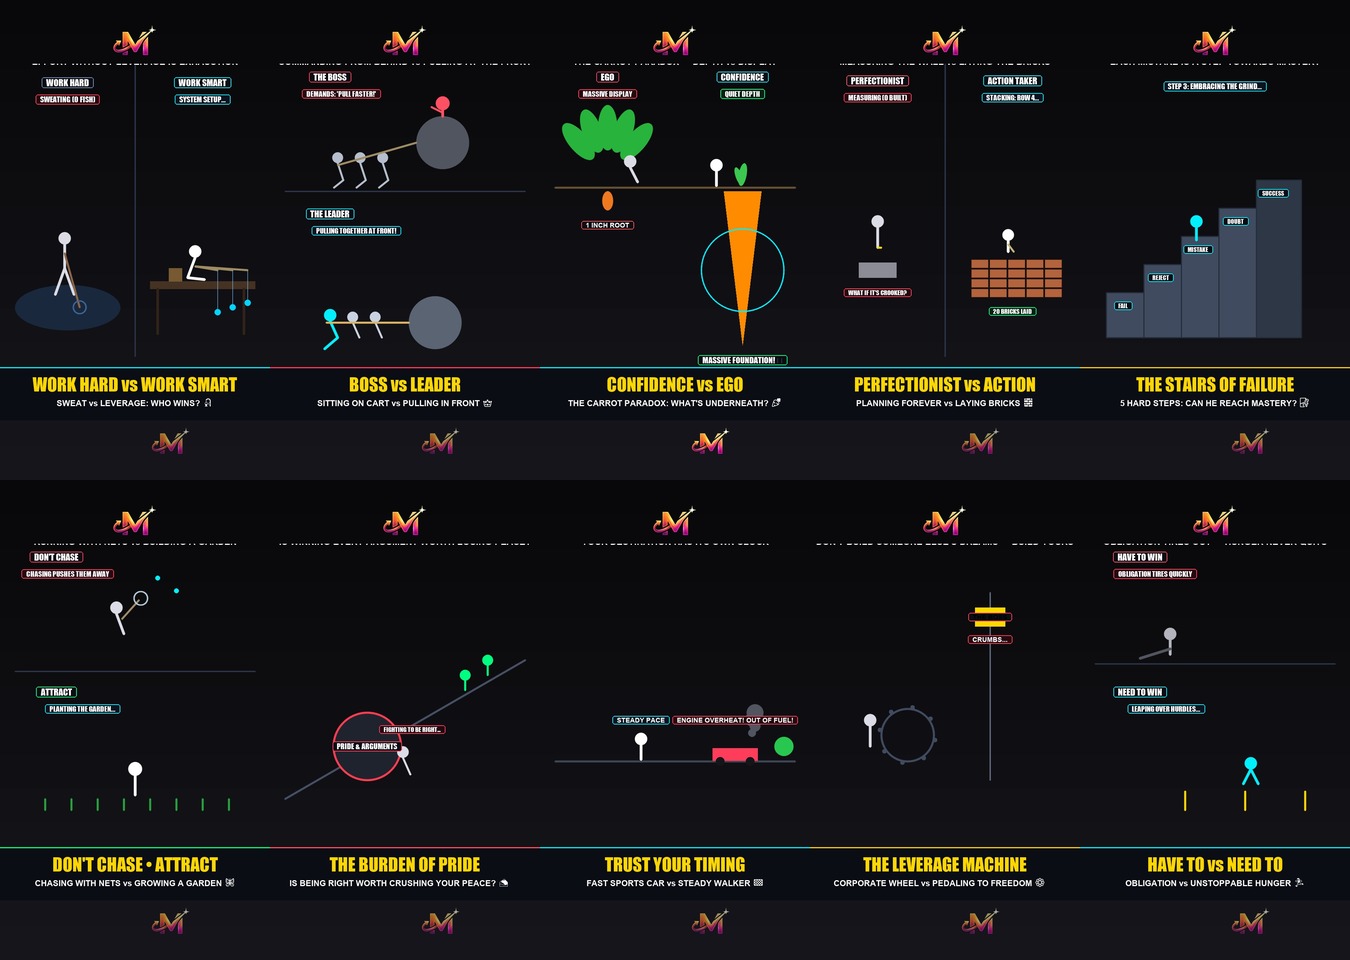 M
M
M
M
M
WORK HARD
WORK SMART
SWEATING (0 FISH)
SYSTEM SETUP...
WORK HARD vs WORK SMART
SWEAT vs LEVERAGE: WHO WINS?
THE BOSS
DEMANDS: 'PULL FASTER!'
THE LEADER
PULLING TOGETHER AT FRONT!
BOSS vs LEADER
SITTING ON CART vs PULLING IN FRONT
EGO
CONFIDENCE
MASSIVE DISPLAY
QUIET DEPTH
1 INCH ROOT
MASSIVE FOUNDATION!
CONFIDENCE vs EGO
THE CARROT PARADOX: WHAT'S UNDERNEATH?
PERFECTIONIST
ACTION TAKER
MEASURING (0 BUILT)
STACKING: ROW 4...
WHAT IF IT'S CROOKED?
20 BRICKS LAID
PERFECTIONIST vs ACTION
PLANNING FOREVER vs LAYING BRICKS
STEP 3: EMBRACING THE GRIND...
SUCCESS
DOUBT
MISTAKE
REJECT
FAIL
THE STAIRS OF FAILURE
5 HARD STEPS: CAN HE REACH MASTERY?
M
M
M
M
M
M
M
M
M
M
DON'T CHASE
CHASING PUSHES THEM AWAY
ATTRACT
PLANTING THE GARDEN...
DON'T CHASE • ATTRACT
CHASING WITH NETS vs GROWING A GARDEN
FIGHTING TO BE RIGHT...
PRIDE & ARGUMENTS
THE BURDEN OF PRIDE
IS BEING RIGHT WORTH CRUSHING YOUR PEACE?
STEADY PACE
ENGINE OVERHEAT! OUT OF FUEL!
TRUST YOUR TIMING
FAST SPORTS CAR vs STEADY WALKER
CRUMBS...
THE LEVERAGE MACHINE
CORPORATE WHEEL vs PEDALING TO FREEDOM
HAVE TO WIN
OBLIGATION TIRES QUICKLY
NEED TO WIN
LEAPING OVER HURDLES...
HAVE TO vs NEED TO
OBLIGATION vs UNSTOPPABLE HUNGER
M
M
M
M
M